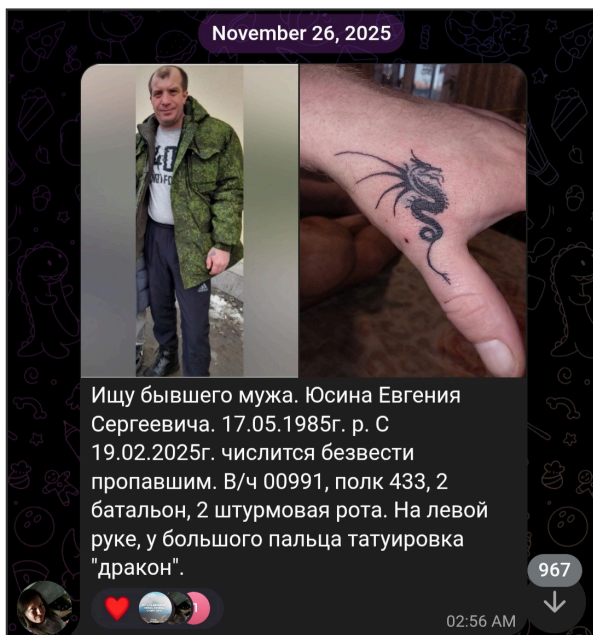 November 26, 2025
40
Ищу бывшего мужа. Юсина Евгения
Сергеевича. 17.05.1985г. р. С
19.02.2025г. числится безвести
пропавшим. В/ч 00991, полк 433, 2
батальон, 2 штурмовая рота. На левой
руке, у большого пальца татуировка
"дракон".
967
02:56 AM